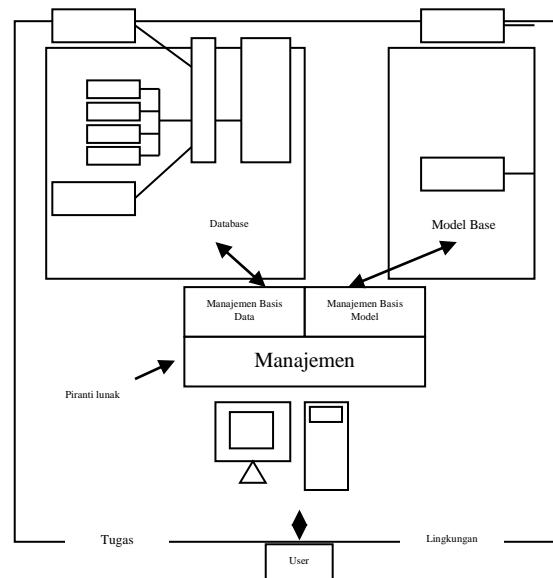 Database
Model Base
Manajemen Basis
Data
Manajemen Basis
Model
Manajemen
Piranti lunak
Tugas
Lingkungan
User